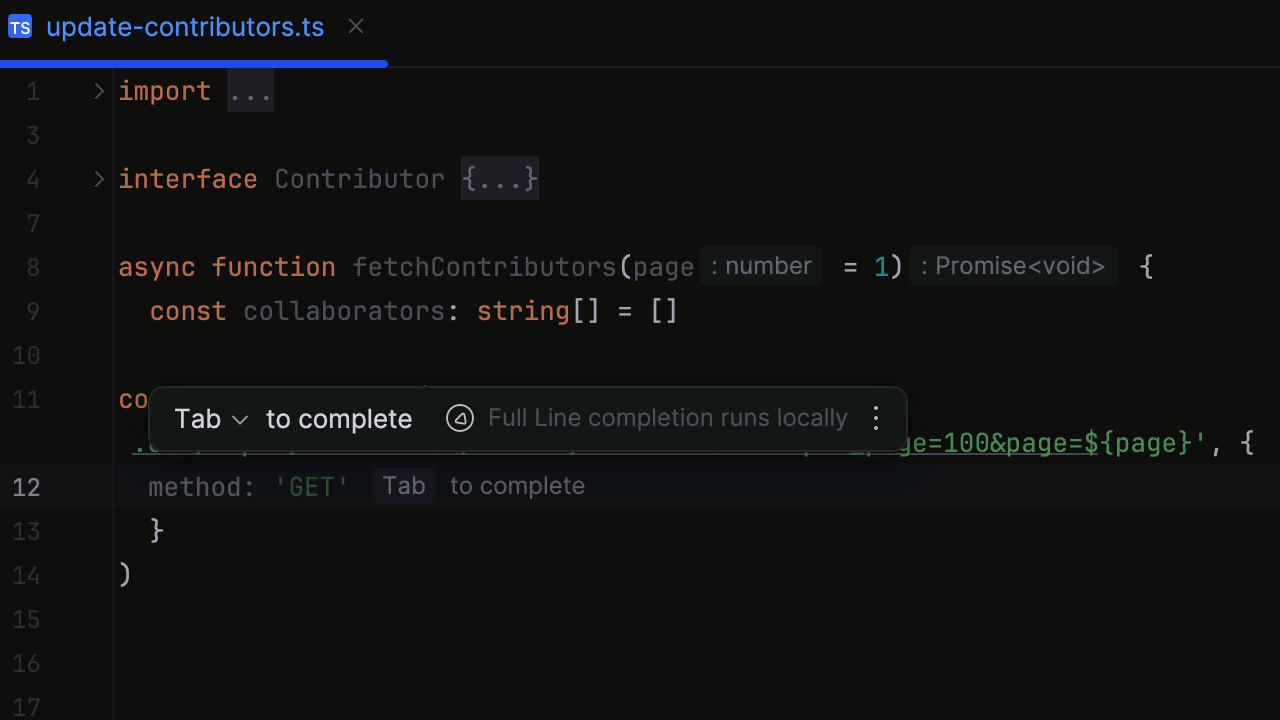 TS update-contributors.ts
1 import ...
3
4 interface Contributor {...}
7
8 async function fetchContributors(page : number = 1) : Promise<void> {
9 const collaborators: string[] = []
10
11 co
Tab to complete Full Line completion runs locally
page=100&page=${page}', {
12 method: 'GET' Tab to complete
13 }
14 )
15
16
17